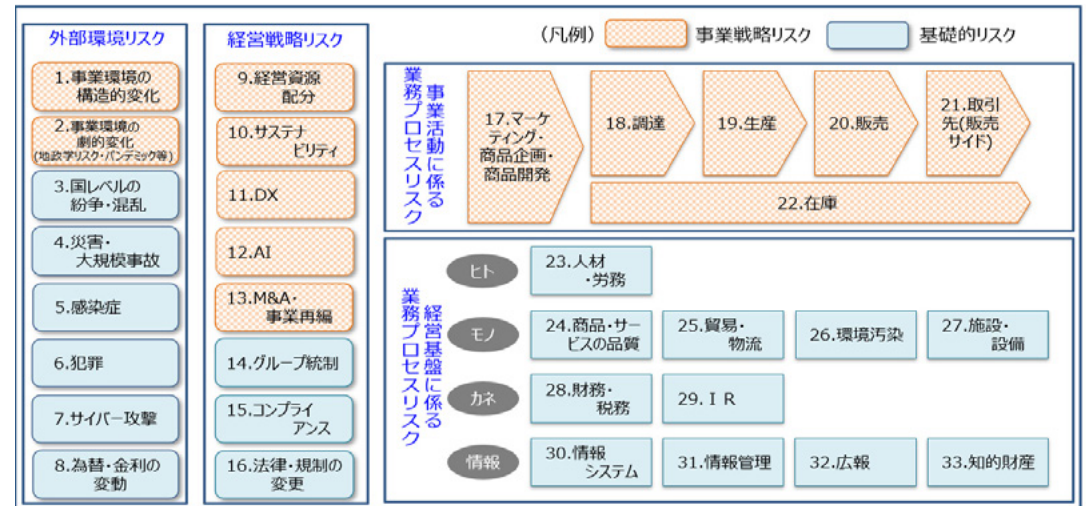 外部環境リスク
1.事業環境の
構造的変化
2.事業環境の
劇的変化
(地政学リスク・パンデミック等)
3.国レベルの
紛争・混乱
4.災害・
大規模事故
5.感染症
6.犯罪
7.サイバー攻撃
8.為替・金利の
変動
経営戦略リスク
9.経営資源
配分
10.サステナ
ビリティ
11.DX
12.AI
13.M&A・
事業再編
14.グループ統制
15.コンプライ
アンス
16.法律・規制の
変更
(凡例)
事業戦略リスク
基礎的リスク
事業活動に係る
業務プロセスリスク
17.マーケ
ティング・
商品企画・
商品開発
18.調達
19.生産
20.販売
21.取引
先(販売
サイド)
22.在庫
経営基盤に係る
業務プロセスリスク
ヒト
23.人材
・労務
モノ
24.商品・サー
ビスの品質
25.貿易・
物流
26.環境汚染
27.施設・
設備
カネ
28.財務・
税務
29.ＩＲ
情報
30.情報
システム
31.情報管理
32.広報
33.知的財産